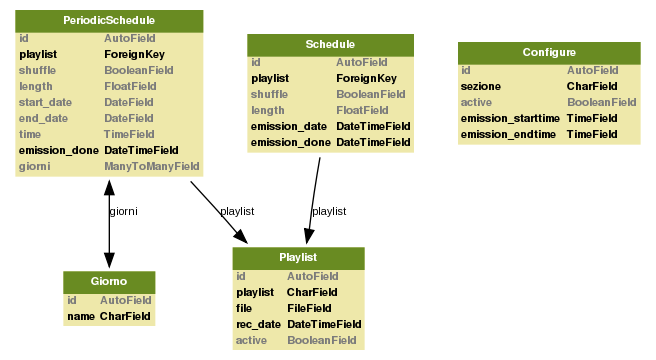 PeriodicSchedule
id AutoField
playlist ForeignKey
shuffle BooleanField
length FloatField
start_date DateField
end_date DateField
time TimeField
emission_done DateTimeField
giorni ManyToManyField
Schedule
id AutoField
playlist ForeignKey
shuffle BooleanField
length FloatField
emission_date DateTimeField
emission_done DateTimeField
Configure
id AutoField
sezione CharField
active BooleanField
emission_starttime TimeField
emission_endtime TimeField
giorni
playlist
playlist
Giorno
id AutoField
name CharField
Playlist
id AutoField
playlist CharField
file FileField
rec_date DateTimeField
active BooleanField